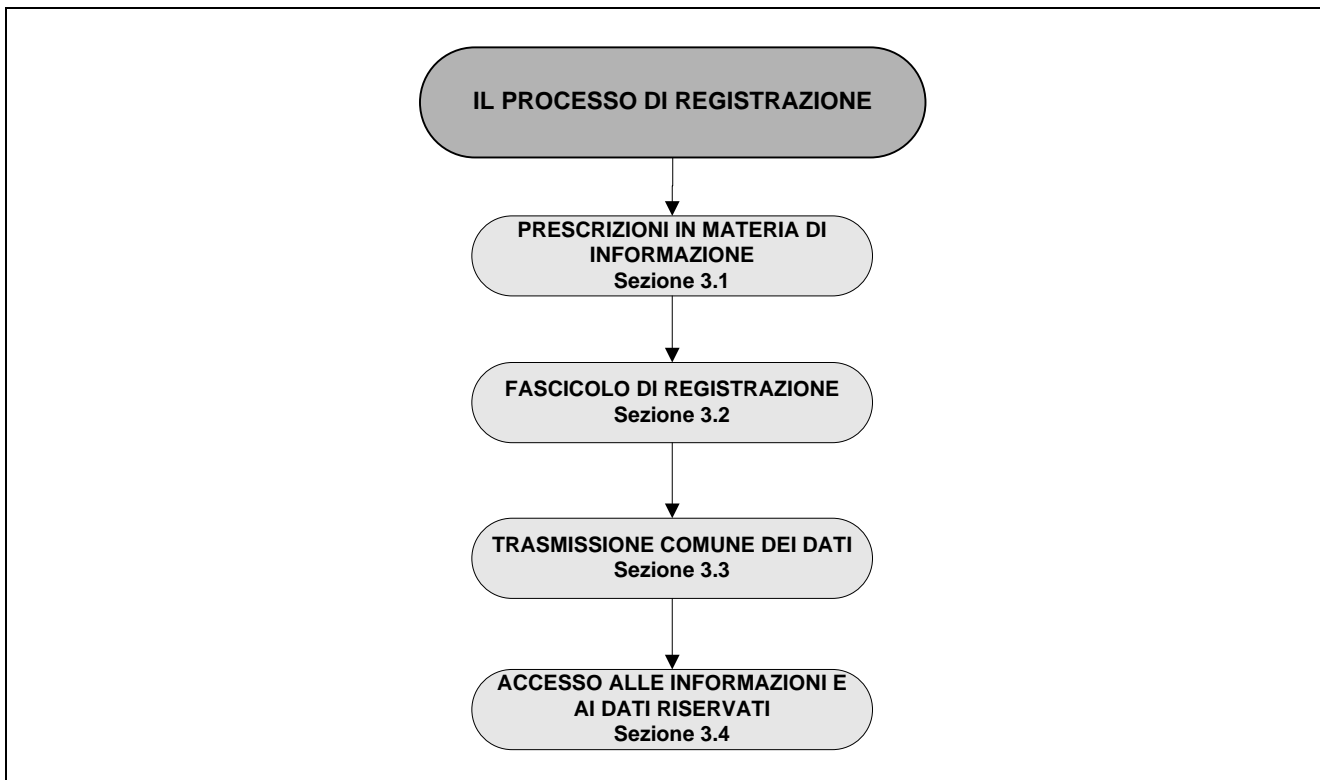 IL PROCESSO DI REGISTRAZIONE
PRESCRIZIONI IN MATERIA DI
INFORMAZIONE
Sezione 3.1
FASCICOLO DI REGISTRAZIONE
Sezione 3.2
TRASMISSIONE COMUNE DEI DATI
Sezione 3.3
ACCESSO ALLE INFORMAZIONI E
AI DATI RISERVATI
Sezione 3.4